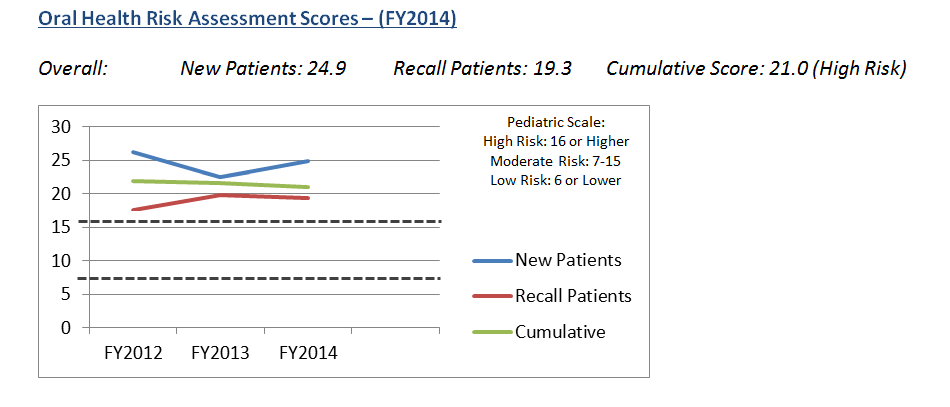 Oral Health Risk Assessment Scores – (FY2014)
Overall: New Patients: 24.9 Recall Patients: 19.3 Cumulative Score: 21.0 (High Risk)
30
25
20
15
10
5
0
FY2012 FY2013 FY2014
Pediatric Scale:
High Risk: 16 or Higher
Moderate Risk: 7-15
Low Risk: 6 or Lower
New Patients
Recall Patients
Cumulative